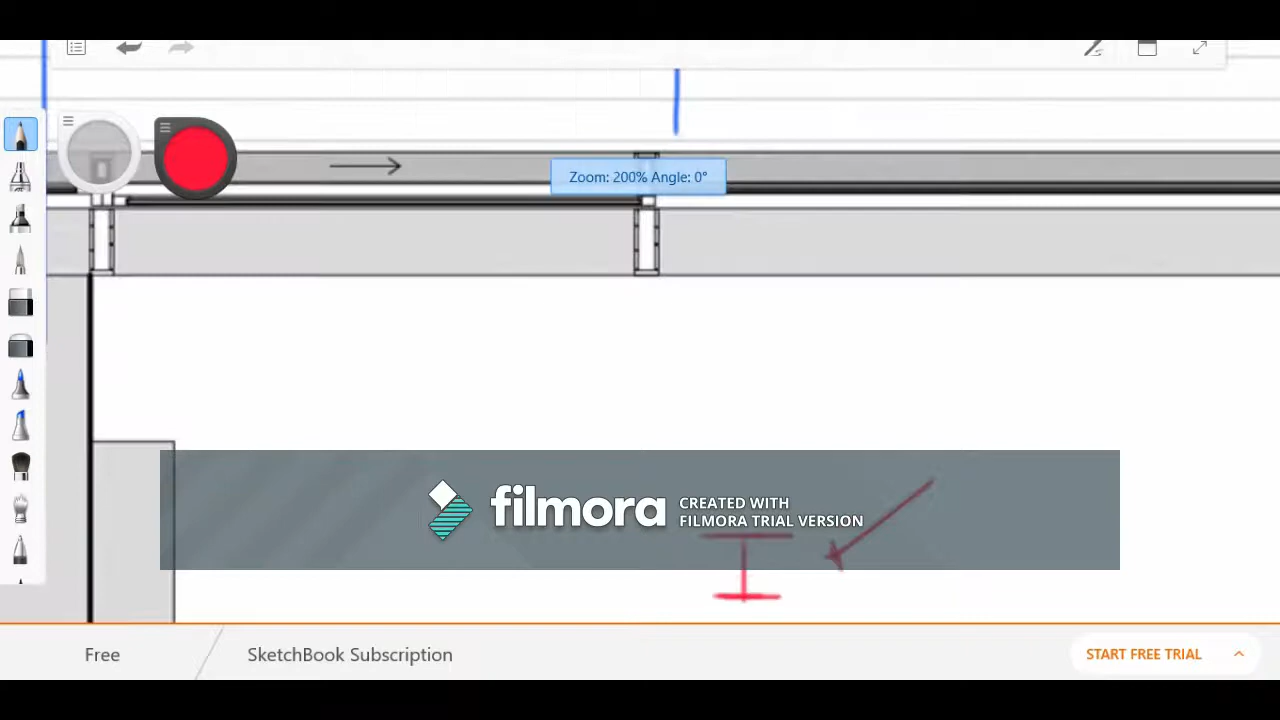 Zoom: 200% Angle: 0°
filmora
CREATED WITH
FILMORA TRIAL VERSION
Free
SketchBook Subscription
START FREE TRIAL